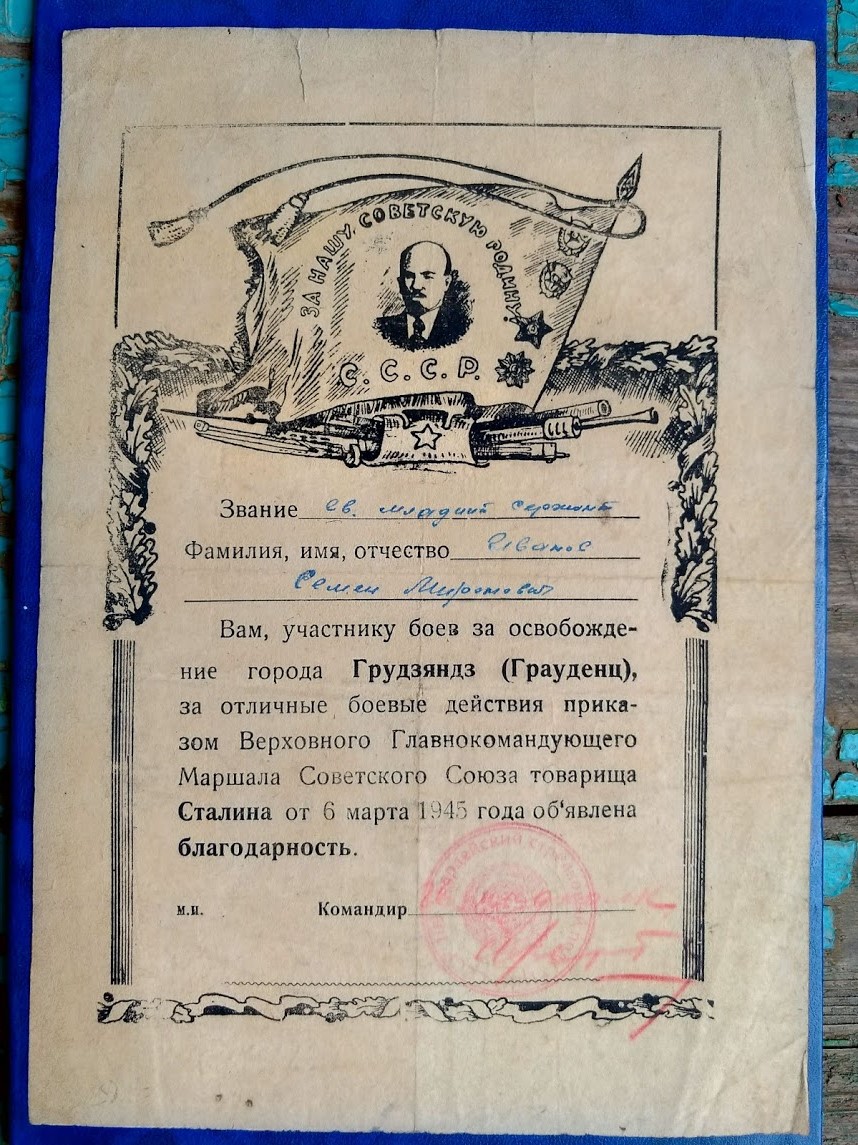 ЗА НАШУ СОВЕТСКУЮ РОДИНУ!
С. С. С. Р.
Звание гв. младший сержант
Фамилия, имя, отчество Иванов
Семен Миронович
Вам, участнику боев за освобожде-
ние города Грудзяндз (Грауденц),
за отличные боевые действия прика-
зом Верховного Главнокомандующего
Маршала Советского Союза товарища
Сталина от 6 марта 1945 года об‘явлена
благодарность.
м.п. Командир